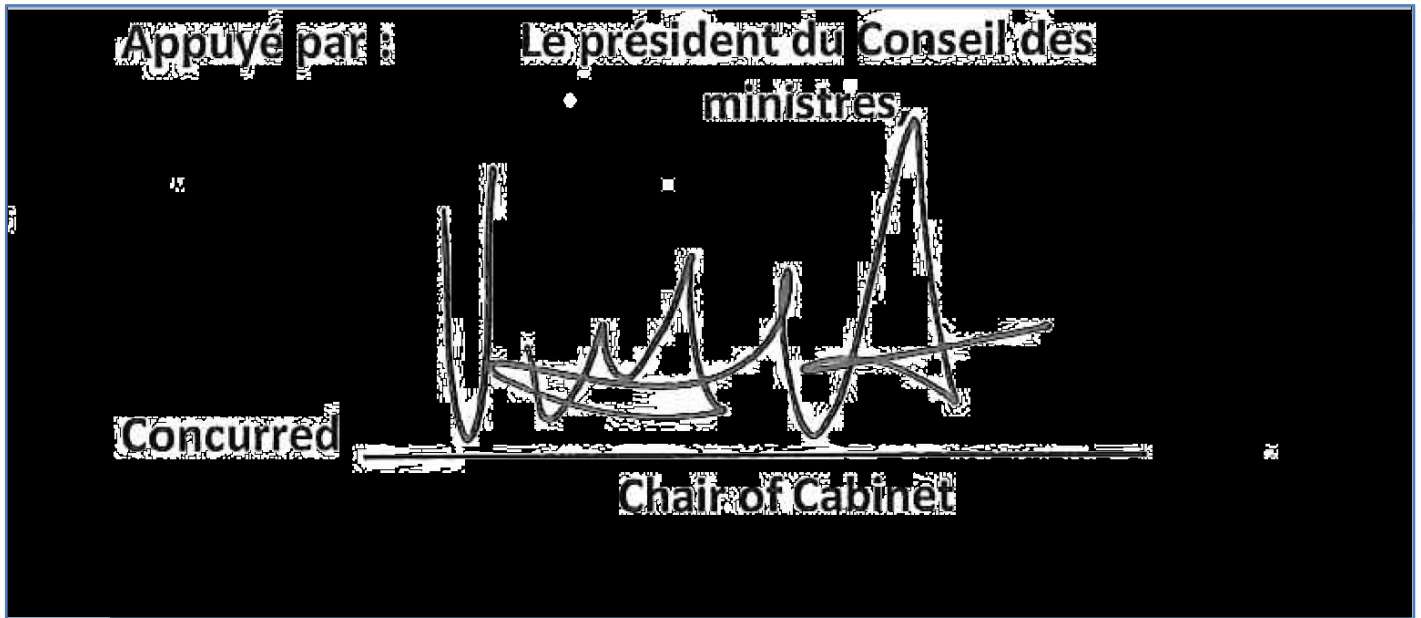 Appuyé par : Le président du Conseil des
ministres,
Concurred
Chair of Cabinet